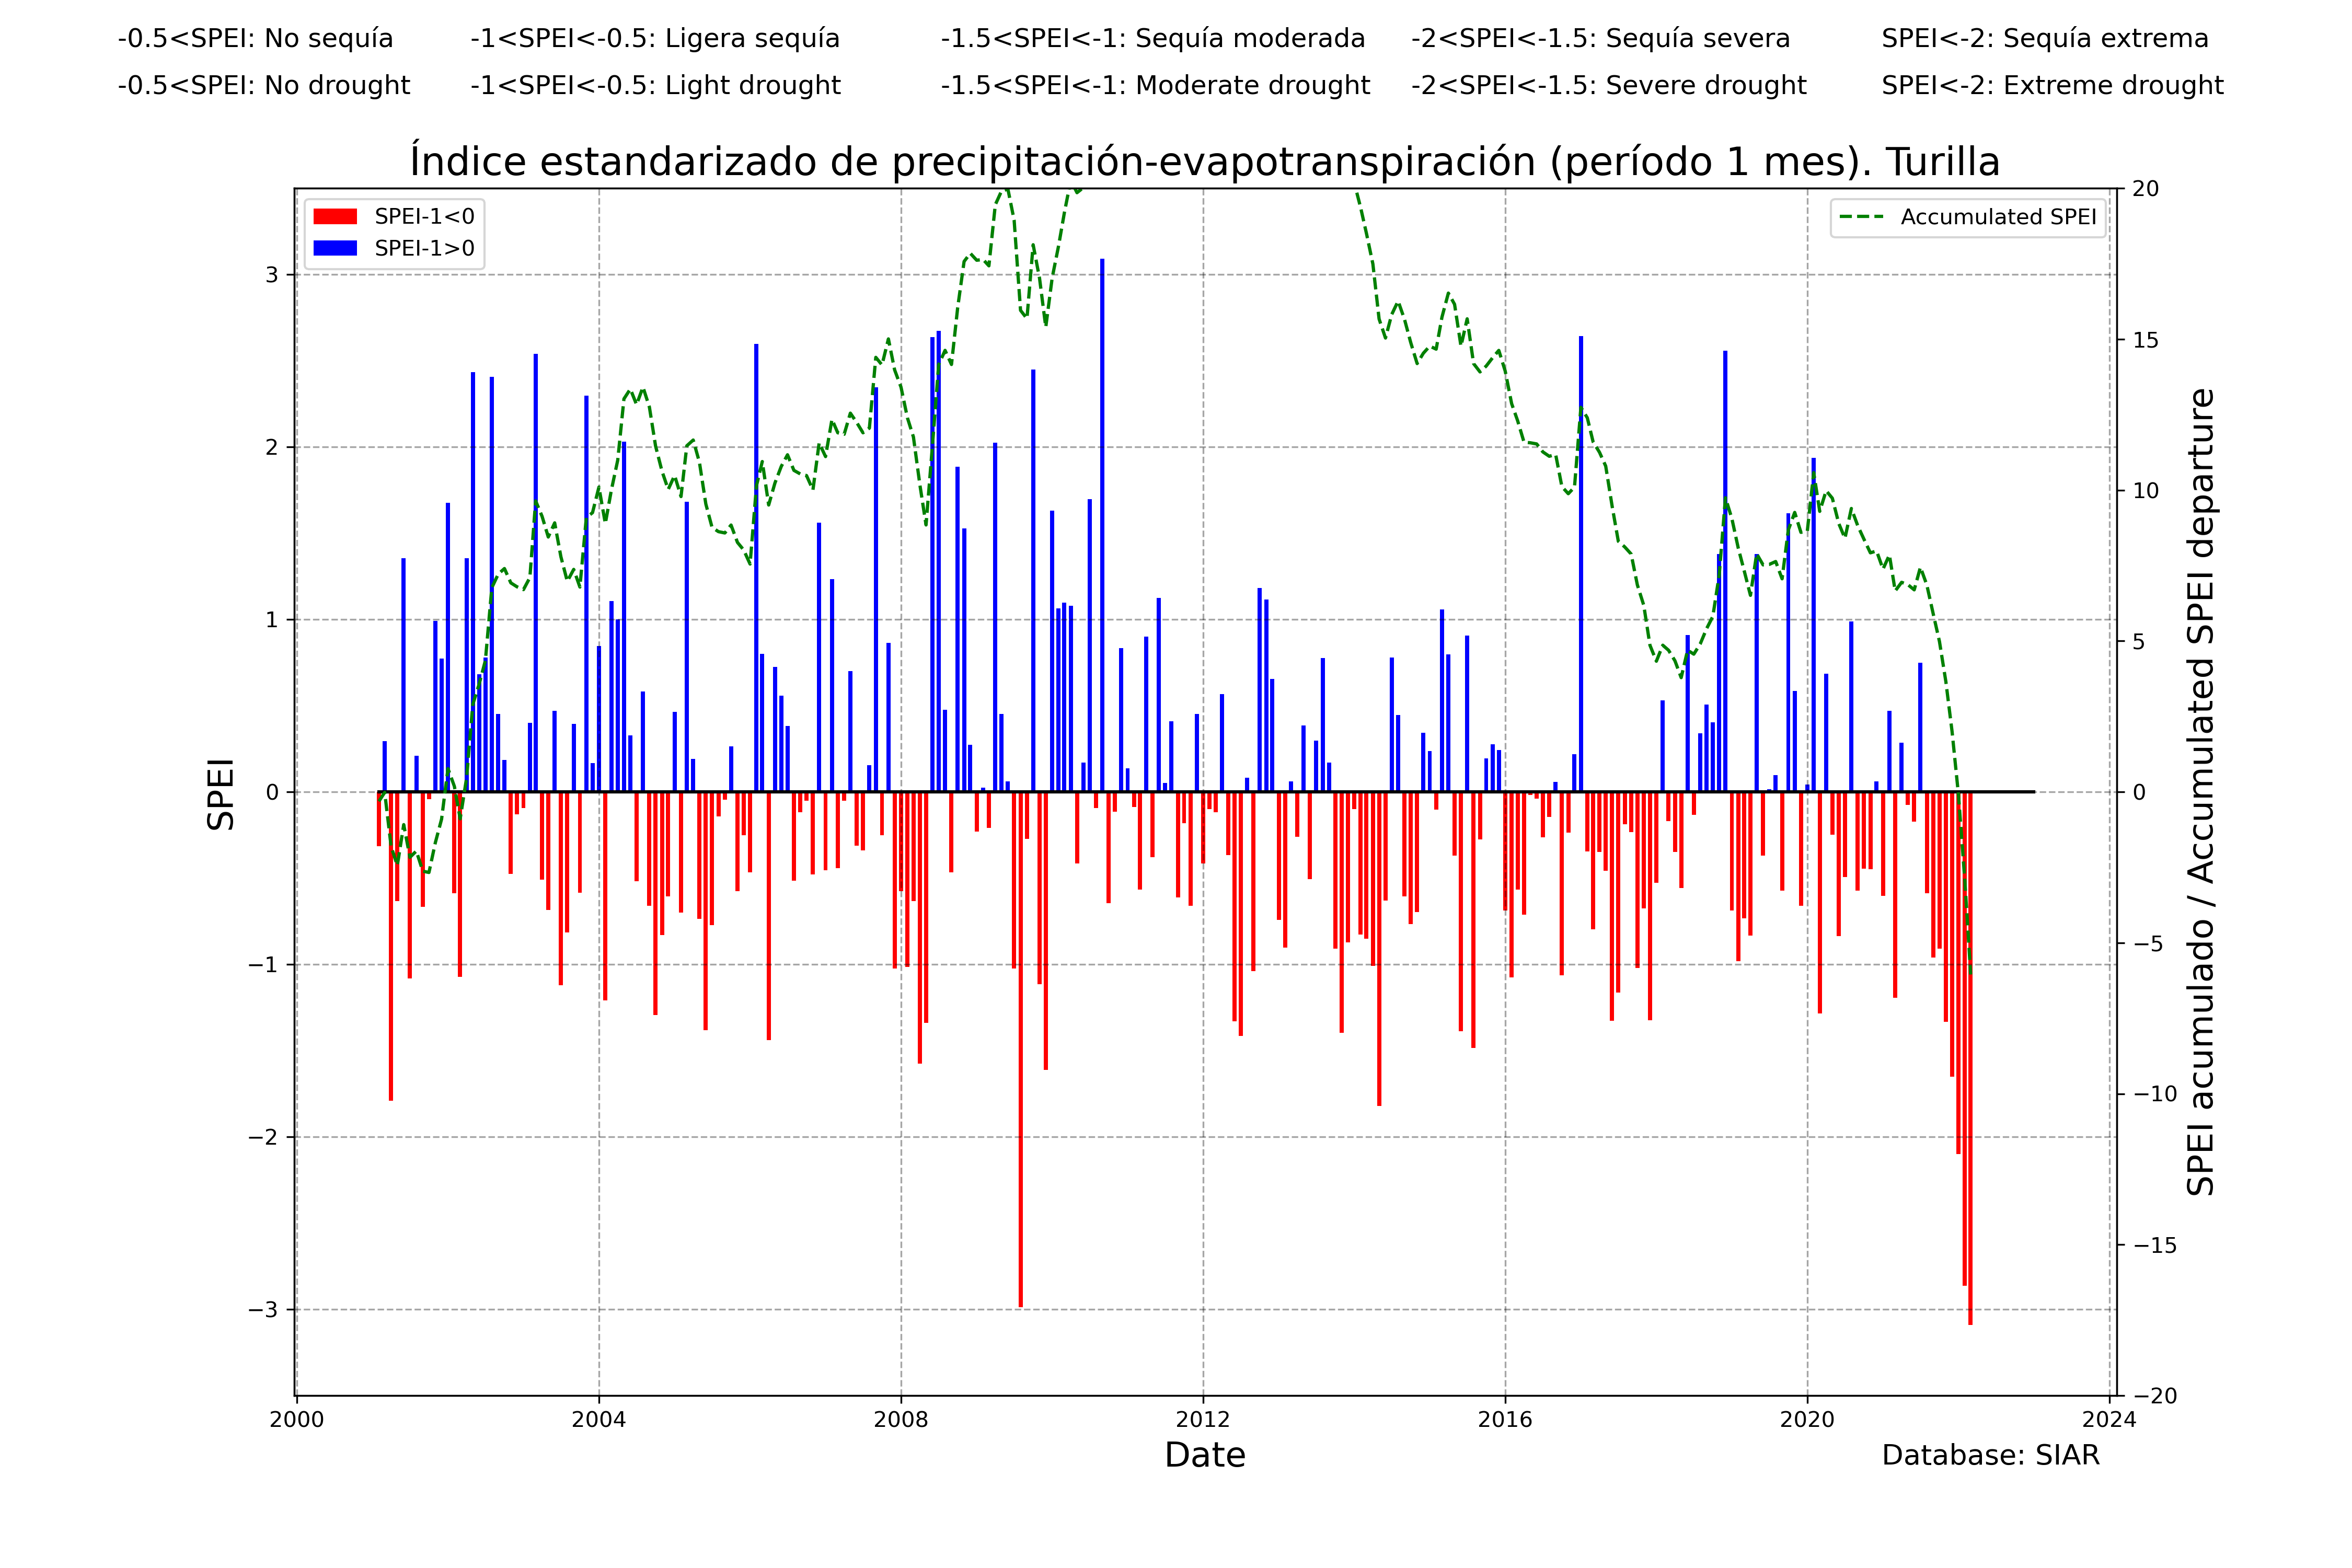 -0.5<SPEI: No sequía -1<SPEI<-0.5: Ligera sequía -1.5<SPEI<-1: Sequía moderada -2<SPEI<-1.5: Sequía severa SPEI<-2: Sequía extrema
-0.5<SPEI: No drought -1<SPEI<-0.5: Light drought -1.5<SPEI<-1: Moderate drought -2<SPEI<-1.5: Severe drought SPEI<-2: Extreme drought
Índice estandarizado de precipitación-evapotranspiración (período 1 mes). Turilla
SPEI-1<0
SPEI-1>0
Accumulated SPEI
SPEI
3
2
1
0
−1
−2
−3
20
15
10
5
0
−5
−10
−15
−20
SPEI acumulado / Accumulated SPEI departure
2000 2004 2008 2012 2016 2020 2024
Date
Database: SIAR